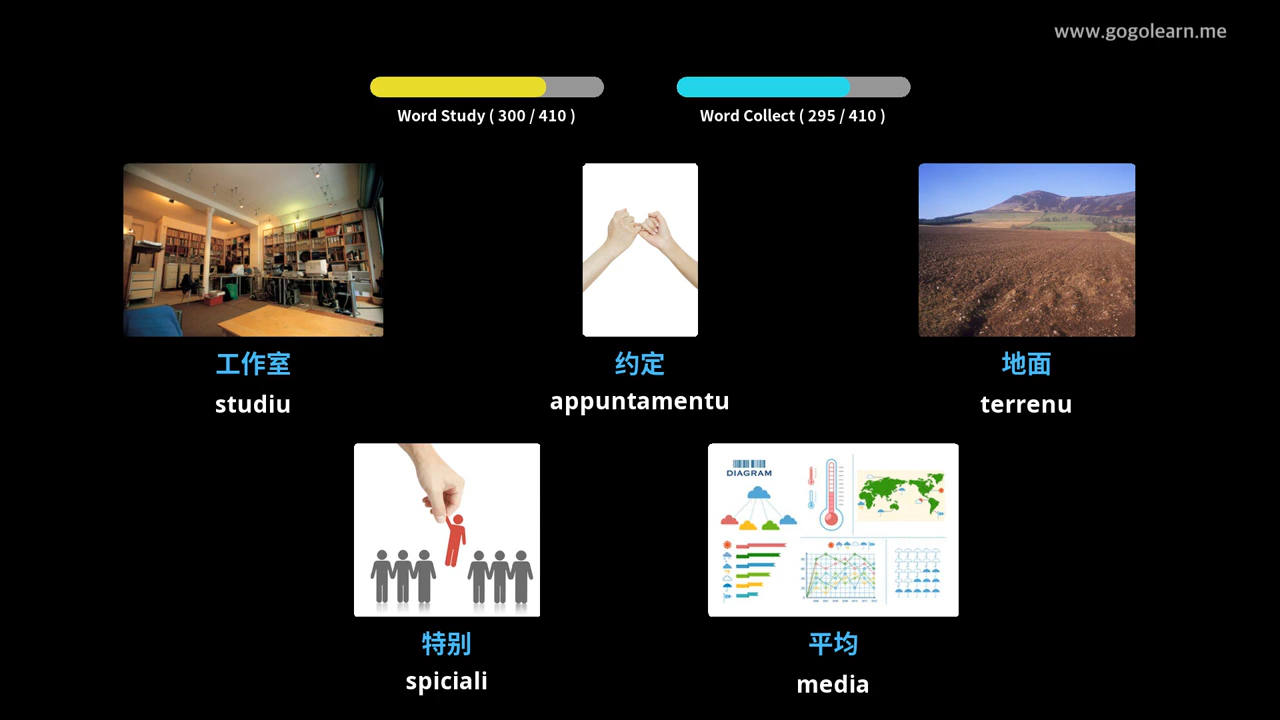 www.gogolearn.me
Word Study ( 300 / 410 )
Word Collect ( 295 / 410 )
工作室
studiu
约定
appuntamentu
地面
terrenu
DIAGRAM
特别
spiciali
平均
media